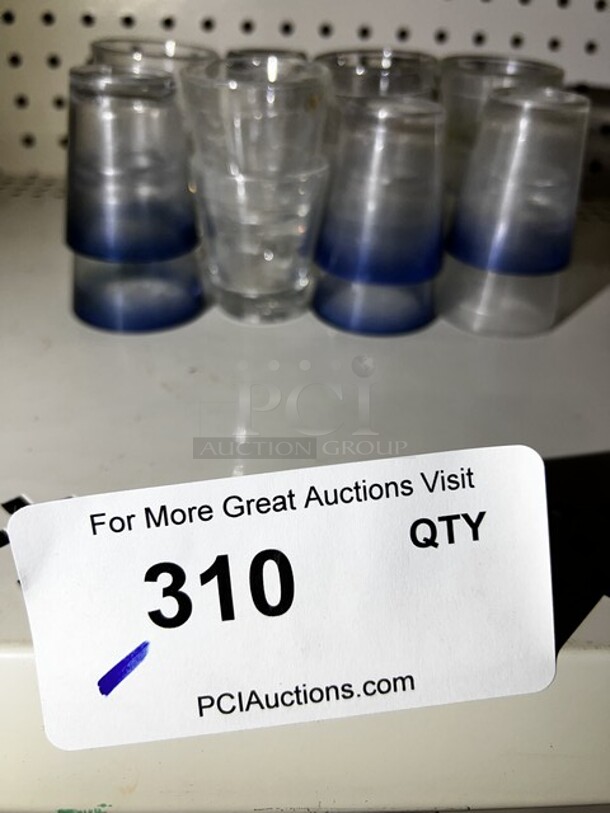 PCI
AUCTION GROUP
For More Great Auctions Visit
QTY
310
PCIAuctions.com